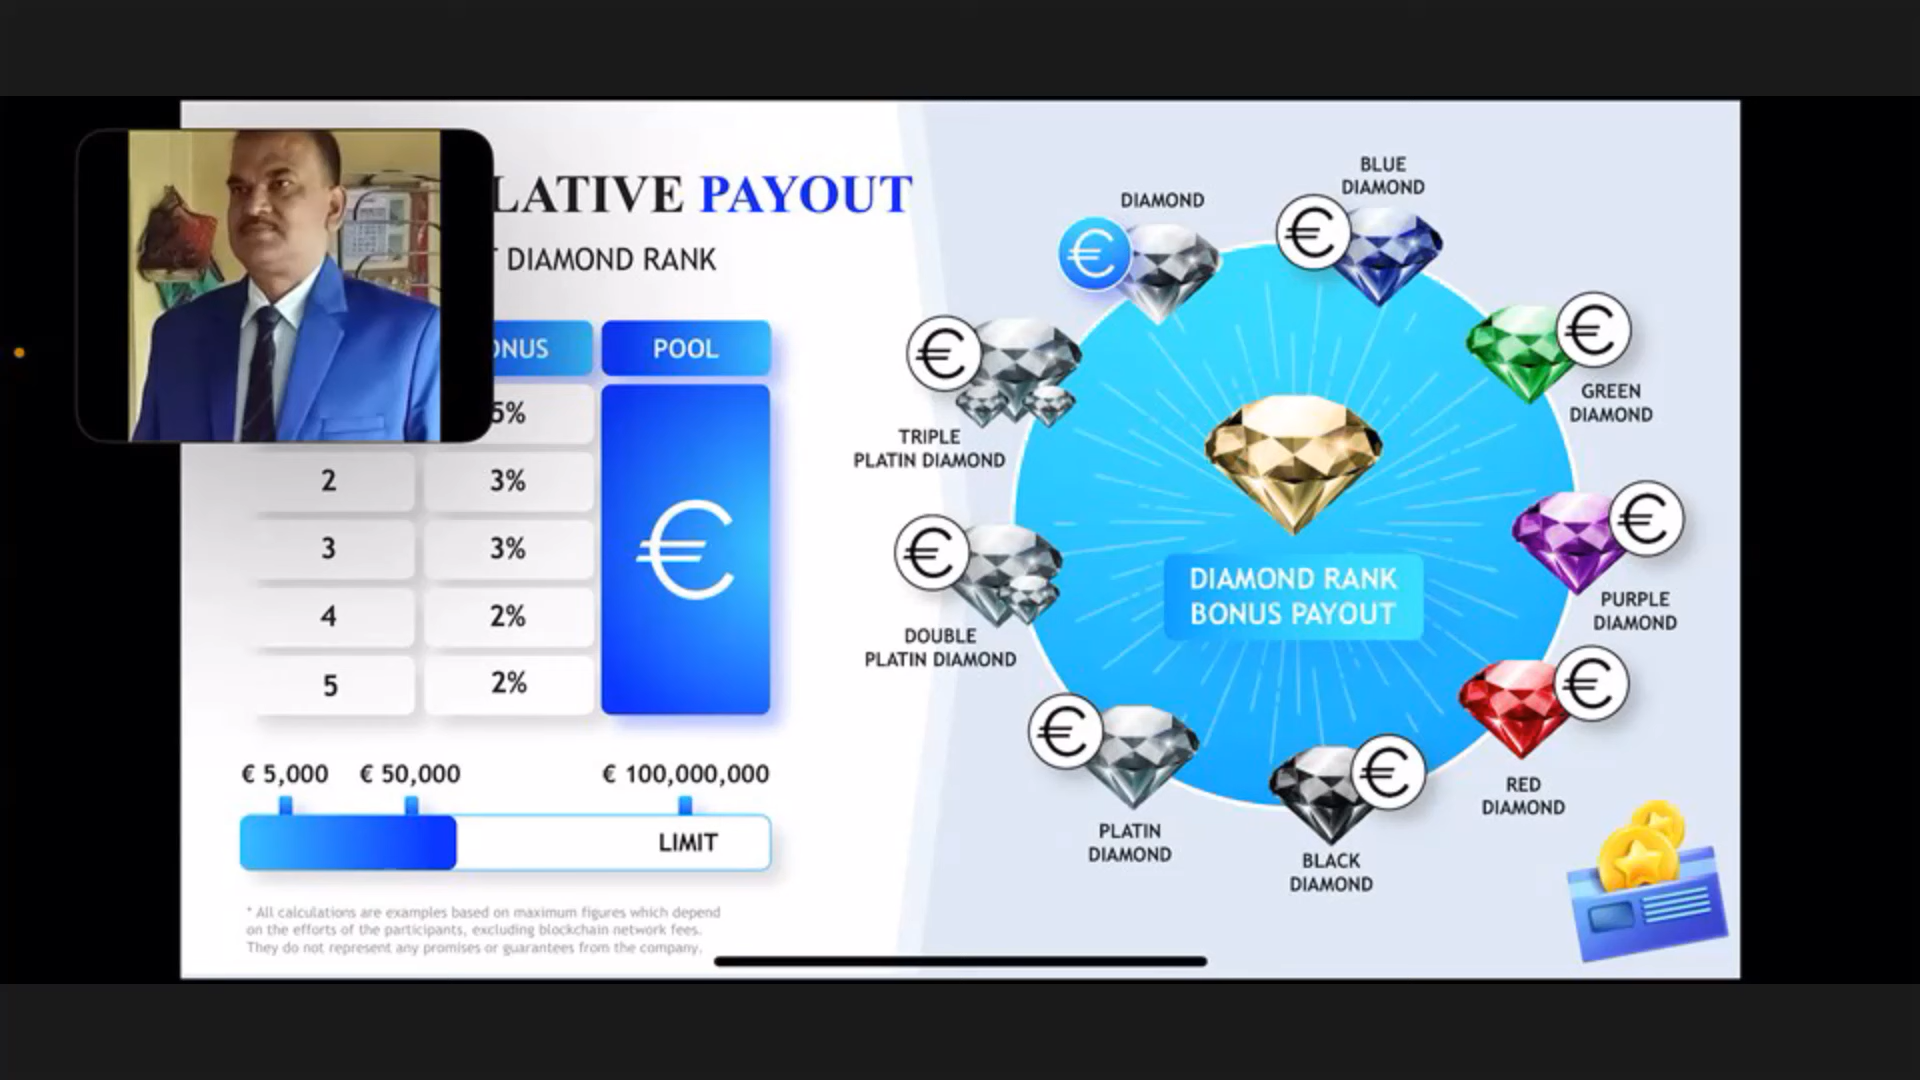 LATIVE PAYOUT
DIAMOND RANK
POOL
5%
2 3%
3 3%
4 2%
5 2%
€
€ 5,000 € 50,000 € 100,000,000
LIMIT
* All calculations are examples based on maximum figures which depend
on the efforts of the participants, excluding blockchain network fees.
They do not represent any promises or guarantees from the company.
DIAMOND
€
BLUE
DIAMOND
€
GREEN
DIAMOND
€
PURPLE
DIAMOND
€
RED
DIAMOND
€
BLACK
DIAMOND
€
PLATIN
DIAMOND
€
DOUBLE
PLATIN DIAMOND
€
TRIPLE
PLATIN DIAMOND
€
DIAMOND RANK
BONUS PAYOUT